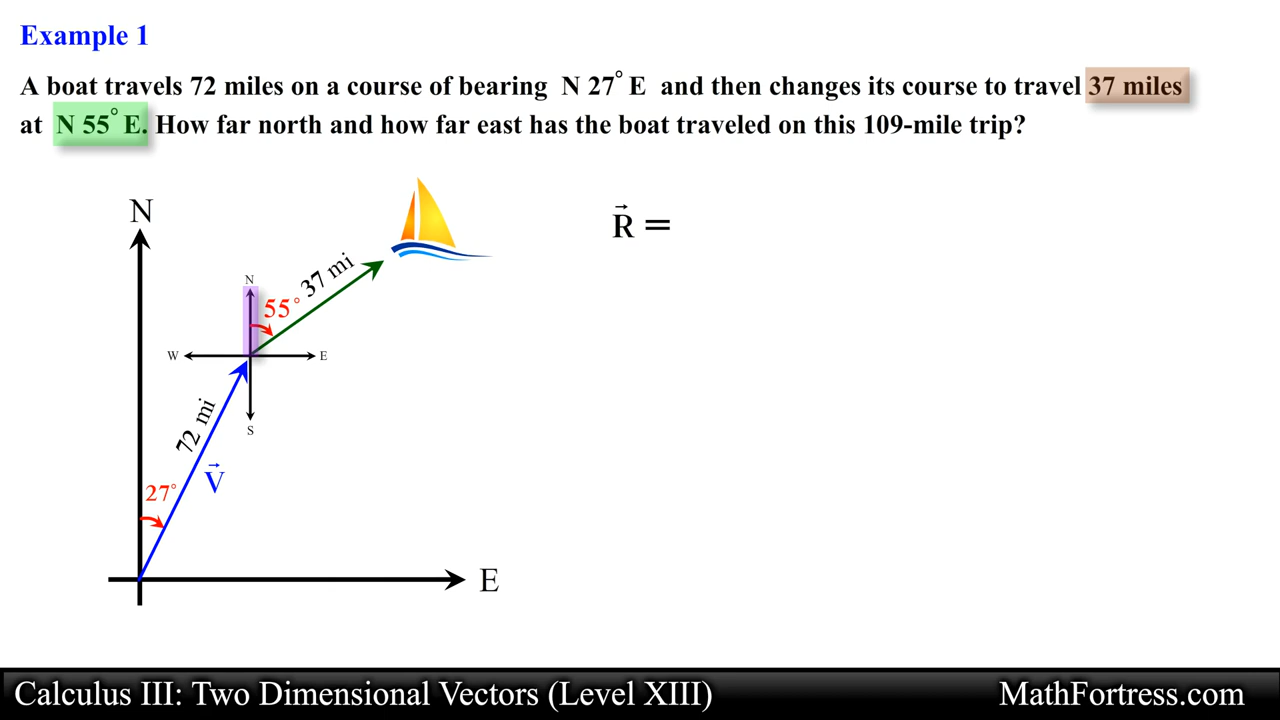 Example 1
A boat travels 72 miles on a course of bearing N 27° E and then changes its course to travel 37 miles
at N 55° E. How far north and how far east has the boat traveled on this 109-mile trip?
N
R⃗ =
N
55°
37 mi
W
E
S
72 mi
V⃗
27°
E
Calculus III: Two Dimensional Vectors (Level XIII)
MathFortress.com